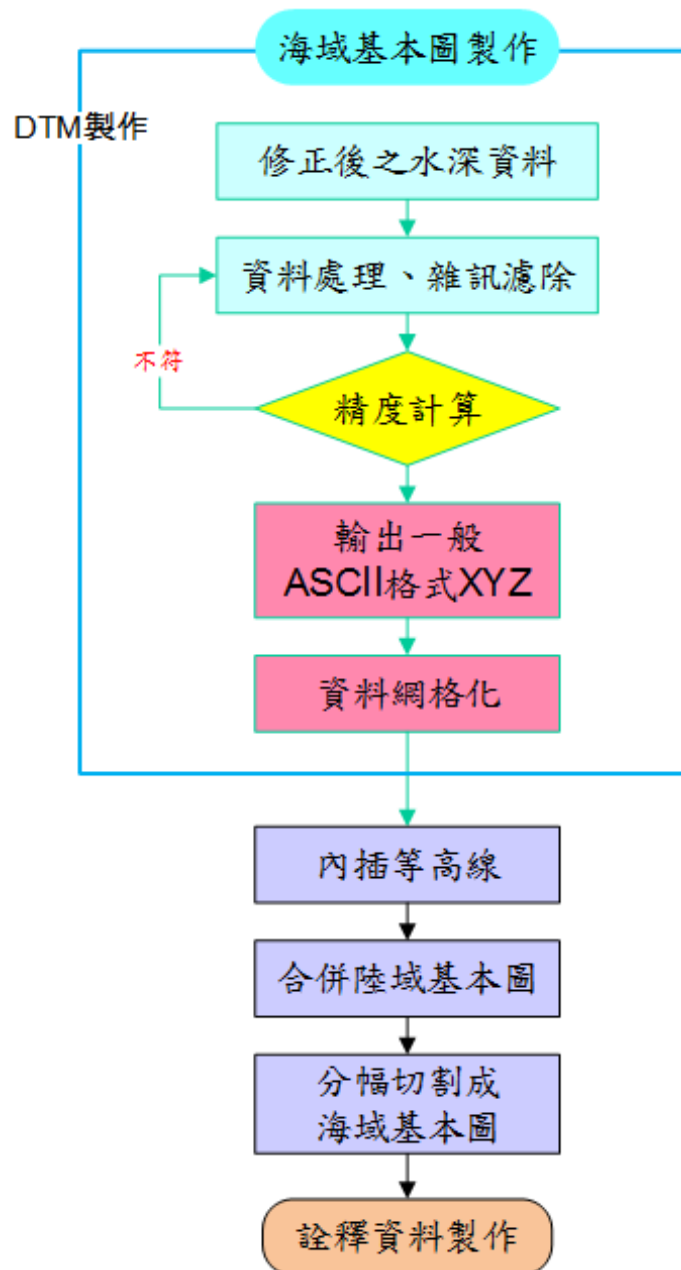 海域基本圖製作
DTM製作
修正後之水深資料
資料處理、雜訊濾除
不符
精度計算
輸出一般
ASCII格式XYZ
資料網格化
內插等高線
合併陸域基本圖
分幅切割成
海域基本圖
詮釋資料製作